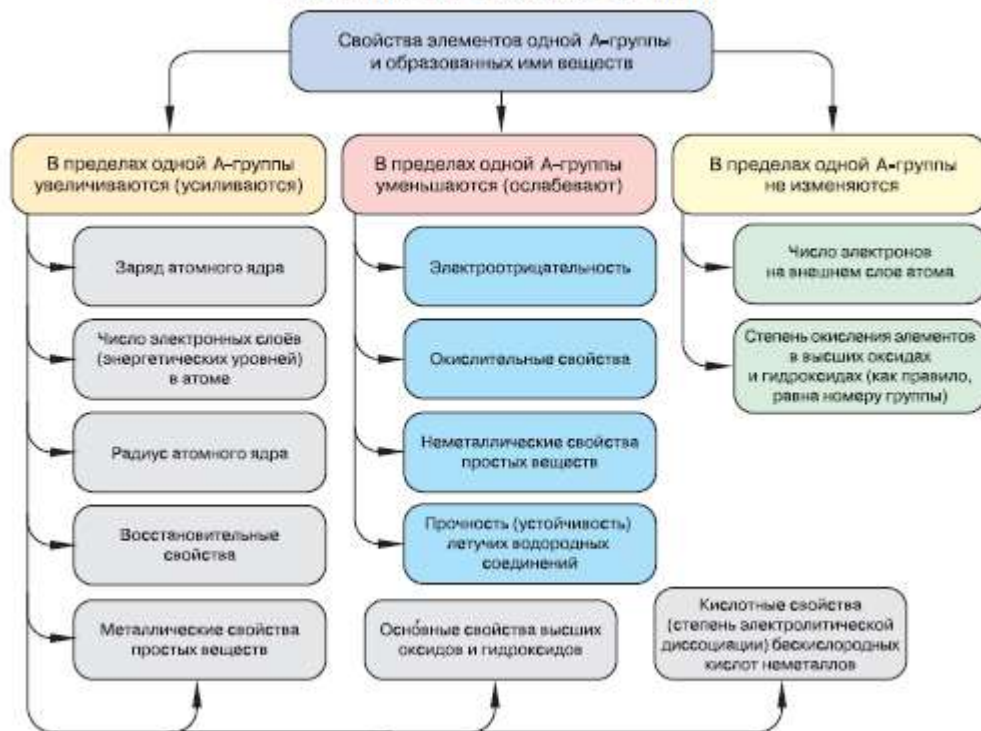 Свойства элементов одной А-группы
и образованных ими веществ
В пределах одной А-группы
увеличиваются (усиливаются)
В пределах одной А-группы
уменьшаются (ослабевают)
В пределах одной А-группы
не изменяются
Заряд атомного ядра
Число электронных слоёв
(энергетических уровней)
в атоме
Радиус атомного ядра
Восстановительные
свойства
Металлические свойства
простых веществ
Электроотрицательность
Окислительные свойства
Неметаллические свойства
простых веществ
Прочность (устойчивость)
летучих водородных
соединений
Число электронов
на внешнем слое атома
Степень окисления элементов
в высших оксидах
и гидроксидах (как правило,
равна номеру группы)
Осно́вные свойства высших
оксидов и гидроксидов
Кислотные свойства
(степень электролитической
диссоциации) бескислородных
кислот неметаллов